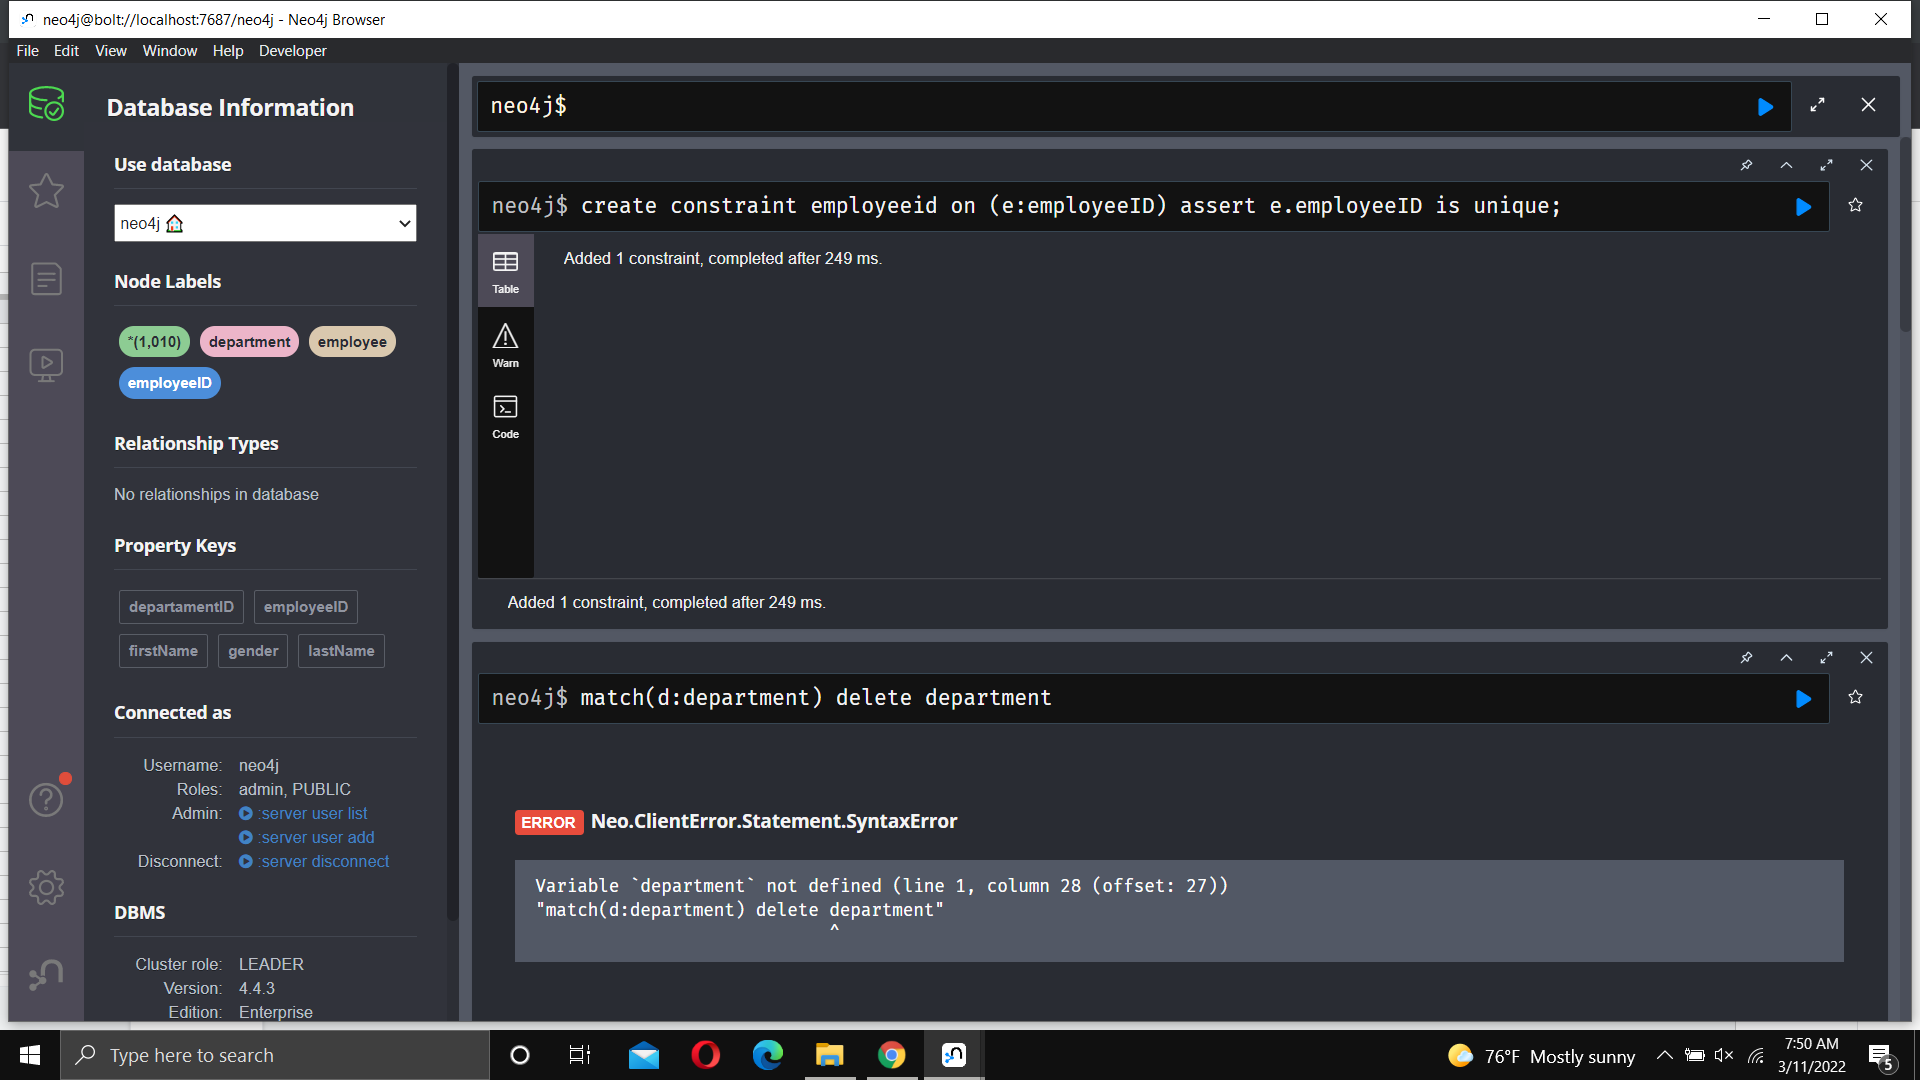 neo4j@bolt://localhost:7687/neo4j - Neo4j Browser
File Edit View Window Help Developer
Database Information
Use database
neo4j
Node Labels
*(1,010) department employee
employeeID
Relationship Types
No relationships in database
Property Keys
departamentID employeeID
firstName gender lastName
Connected as
Username: neo4j
Roles: admin, PUBLIC
Admin: :server user list
:server user add
Disconnect: :server disconnect
DBMS
Cluster role: LEADER
Version: 4.4.3
Edition: Enterprise
neo4j$
neo4j$ create constraint employeeid on (e:employeeID) assert e.employeeID is unique;
Table
Added 1 constraint, completed after 249 ms.
Warn
Code
Added 1 constraint, completed after 249 ms.
neo4j$ match(d:department) delete department
ERROR Neo.ClientError.Statement.SyntaxError
Variable `department` not defined (line 1, column 28 (offset: 27))
"match(d:department) delete department"
^
Type here to search
76°F Mostly sunny
7:50 AM
3/11/2022
5